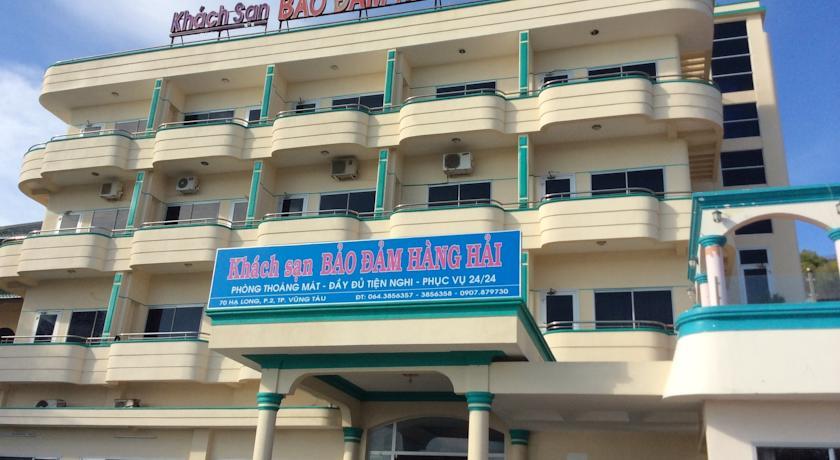 Khách Sạn BẢO ĐẢM
Khách sạn BẢO ĐẢM HÀNG HẢI
PHÒNG THOÁNG MÁT - ĐẦY ĐỦ TIỆN NGHI - PHỤC VỤ 24/24
70 HẠ LONG, P.2, TP. VŨNG TÀU ĐT: 064.3856357 - 3856358 - 0907.879730